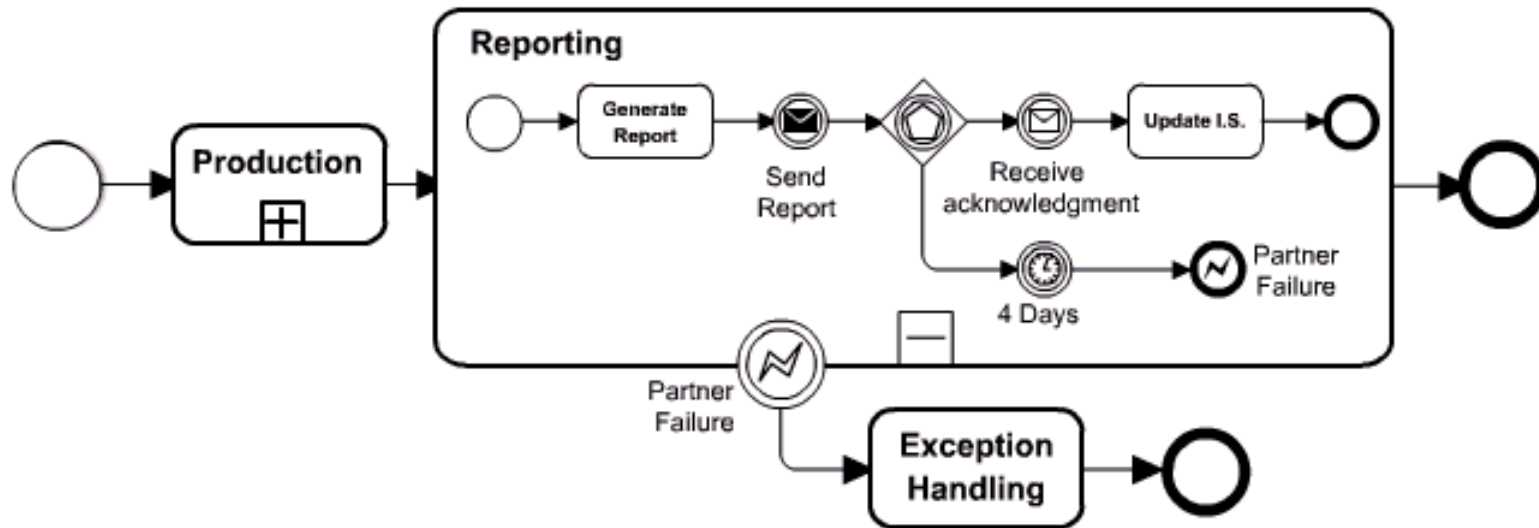 Reporting
Generate
Report
Update I.S.
Production
Send
Report
Receive
acknowledgment
Partner
Failure
4 Days
Partner
Failure
Exception
Handling